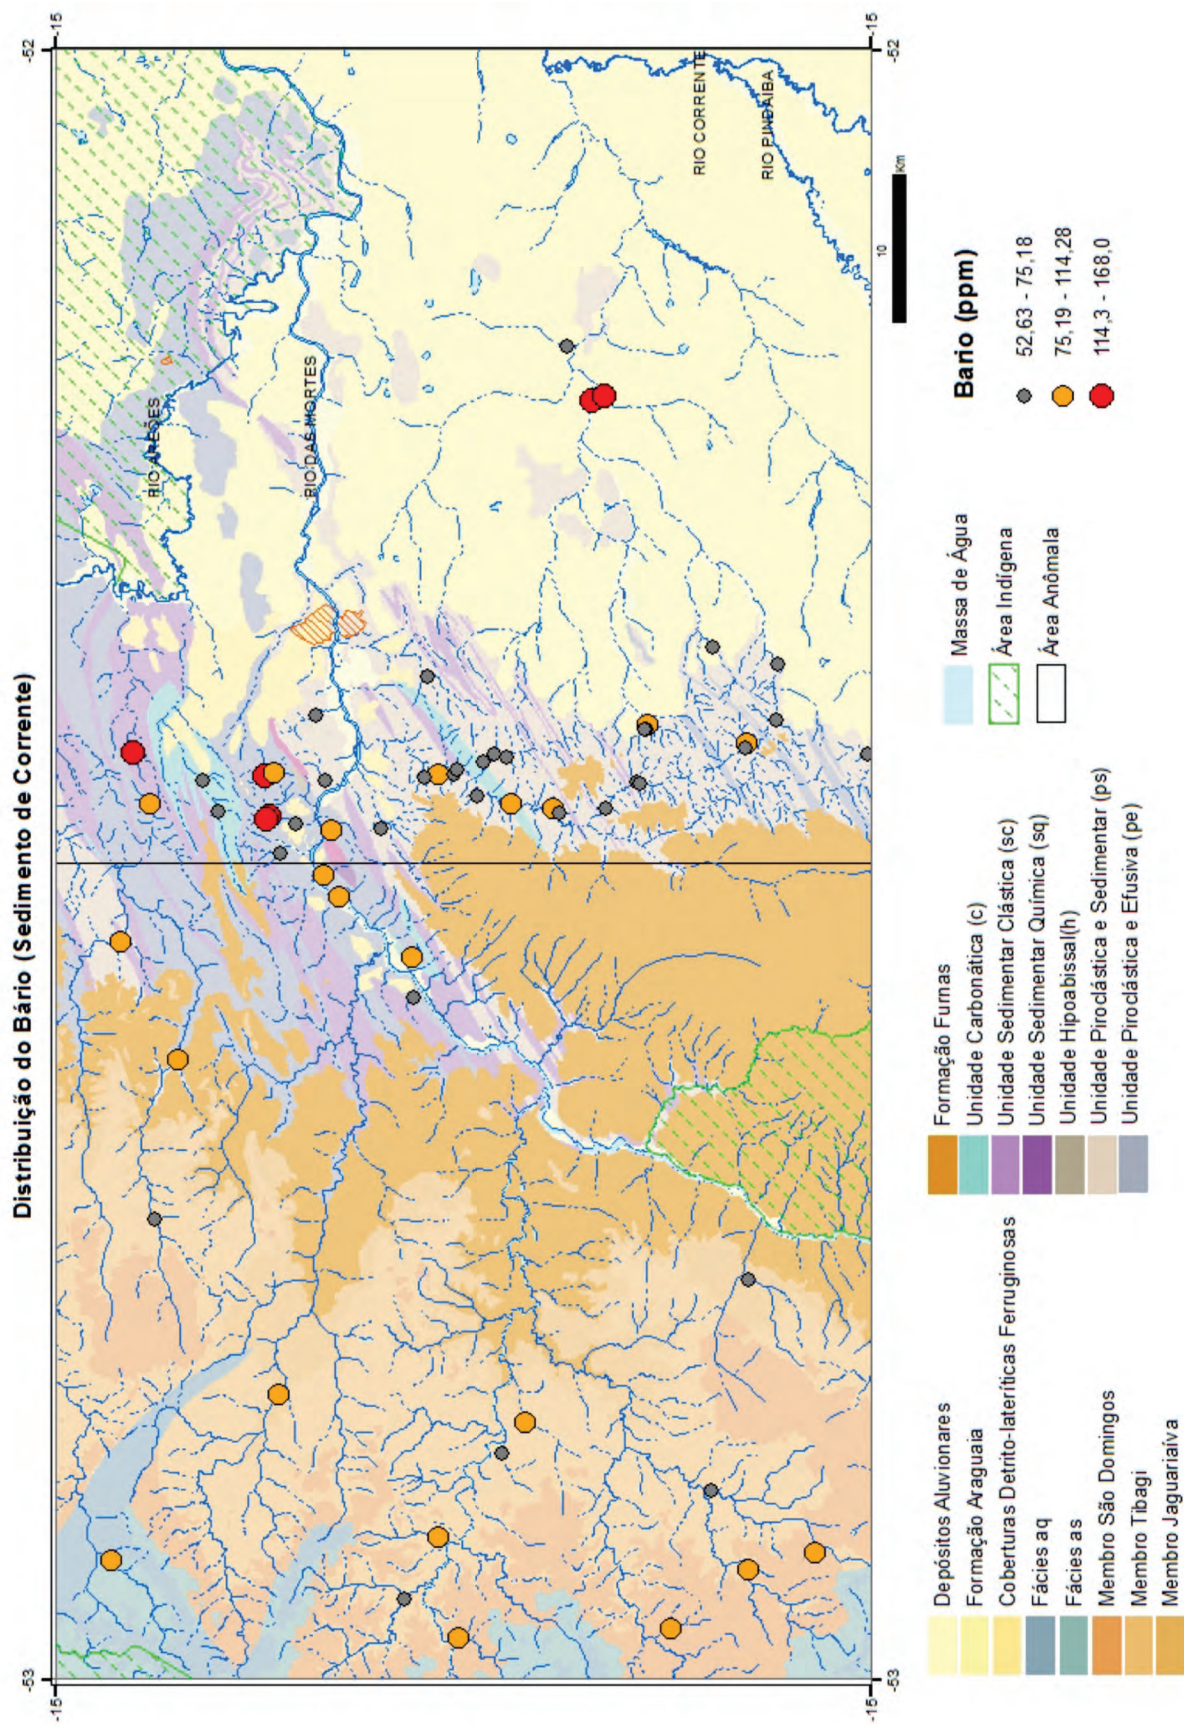 Distribuição do Bário (Sedimento de Corrente)
-53
-52
-15
-15
RIO AREÕES
RIO DAS MORTES
RIO CORRENTE
RIO PINDAÍBA
-15
-15
-53
-52
10
Km
Depósitos Aluvionares
Formação Araguaia
Coberturas Detrito-lateríticas Ferruginosas
Fácies aq
Fácies as
Membro São Domingos
Membro Tibagi
Membro Jaguariaíva
Formação Furnas
Unidade Carbonática (c)
Unidade Sedimentar Clástica (sc)
Unidade Sedimentar Química (sq)
Unidade Hipoabissal(h)
Unidade Piroclástica e Sedimentar (ps)
Unidade Piroclástica e Efusiva (pe)
Massa de Água
Área Indígena
Área Anômala
Bario (ppm)
52,63 - 75,18
75,19 - 114,28
114,3 - 168,0